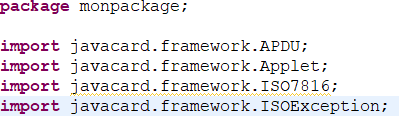 package monpackage;
import javacard.framework.APDU;
import javacard.framework.Applet;
import javacard.framework.ISO7816;
import javacard.framework.ISOException;